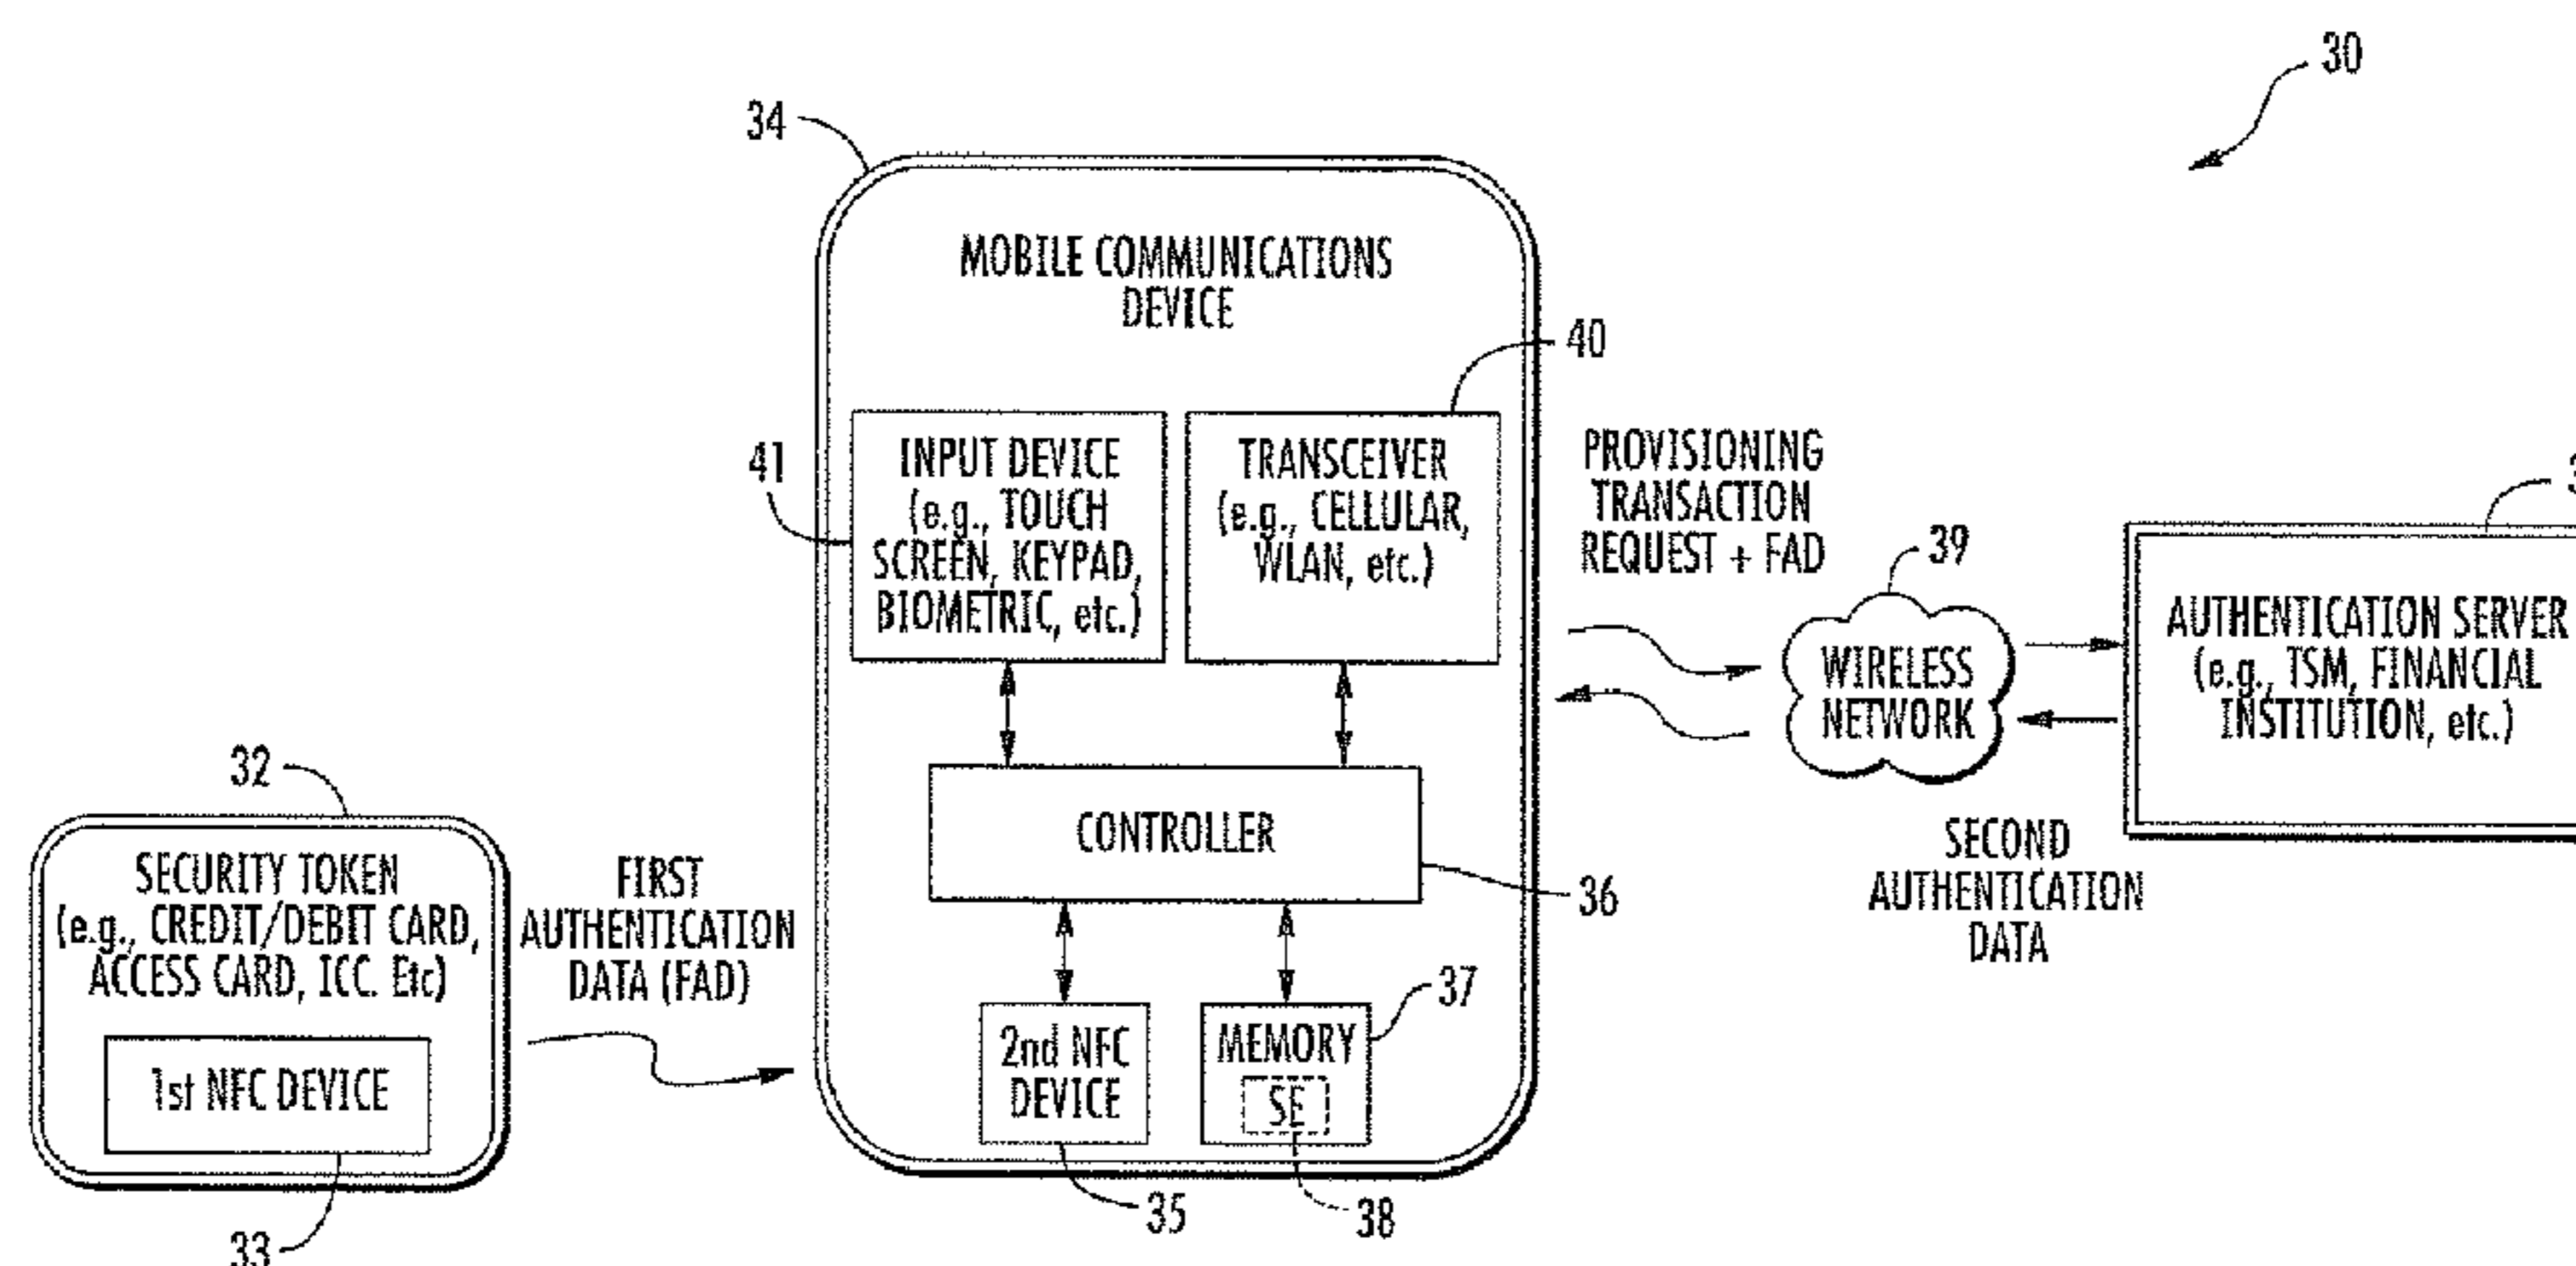 30
34
MOBILE COMMUNICATIONS
DEVICE
40
41
INPUT DEVICE
(e.g., TOUCH
SCREEN, KEYPAD,
BIOMETRIC, etc.)
TRANSCEIVER
(e.g., CELLULAR,
WLAN, etc.)
PROVISIONING
TRANSACTION
REQUEST + FAD
39
WIRELESS
NETWORK
AUTHENTICATION SERVER
(e.g., TSM, FINANCIAL
INSTITUTION, etc.)
SECOND
AUTHENTICATION
DATA
CONTROLLER
36
32
SECURITY TOKEN
(e.g., CREDIT/DEBIT CARD,
ACCESS CARD, ICC. Etc)
1st NFC DEVICE
33
FIRST
AUTHENTICATION
DATA (FAD)
2nd NFC
DEVICE
35
MEMORY
SE
37
38